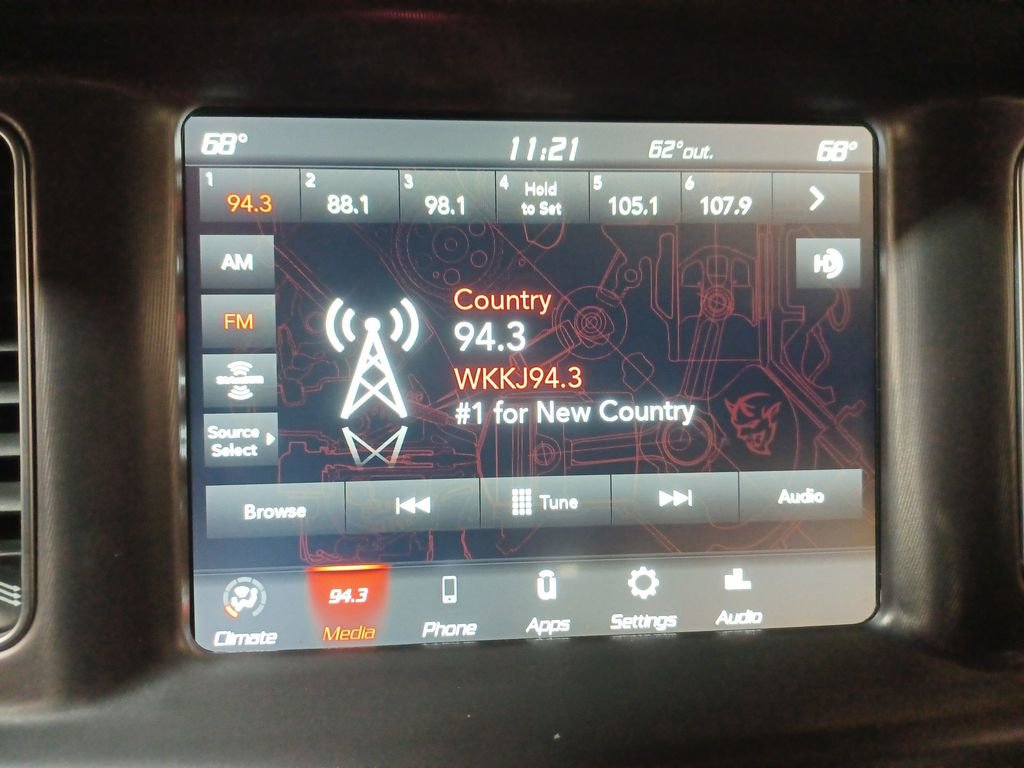 68° 11:21 62° out. 68°
1 2 3 4 5 6
94.3 88.1 98.1 Hold to Set 105.1 107.9
AM
HD
FM
Country
94.3
WKKJ94.3
#1 for New Country
Source
Select
Browse Tune Audio
94.3
Climate Media Phone Apps Settings Audio